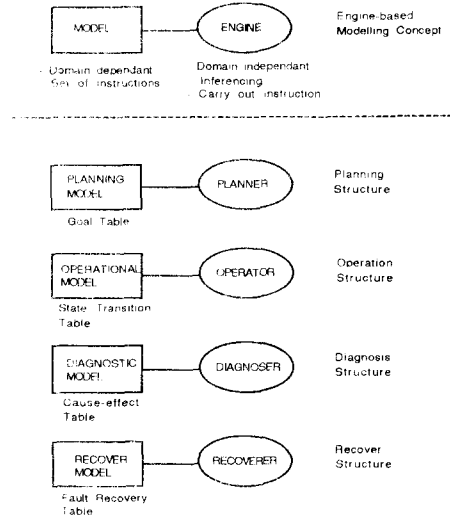 MODEL
ENGINE
Engine-based
Modelling Concept
- Domain dependant
Set of instructions
Domain independant
Inferencing
- Carry out instruction
PLANNING
MODEL
PLANNER
Planning
Structure
Goal Table
OPERATIONAL
MODEL
OPERATOR
Operation
Structure
State Transition
Table
DIAGNOSTIC
MODEL
DIAGNOSER
Diagnosis
Structure
Cause-effect
Table
RECOVER
MODEL
RECOVERER
Recover
Structure
Fault Recovery
Table